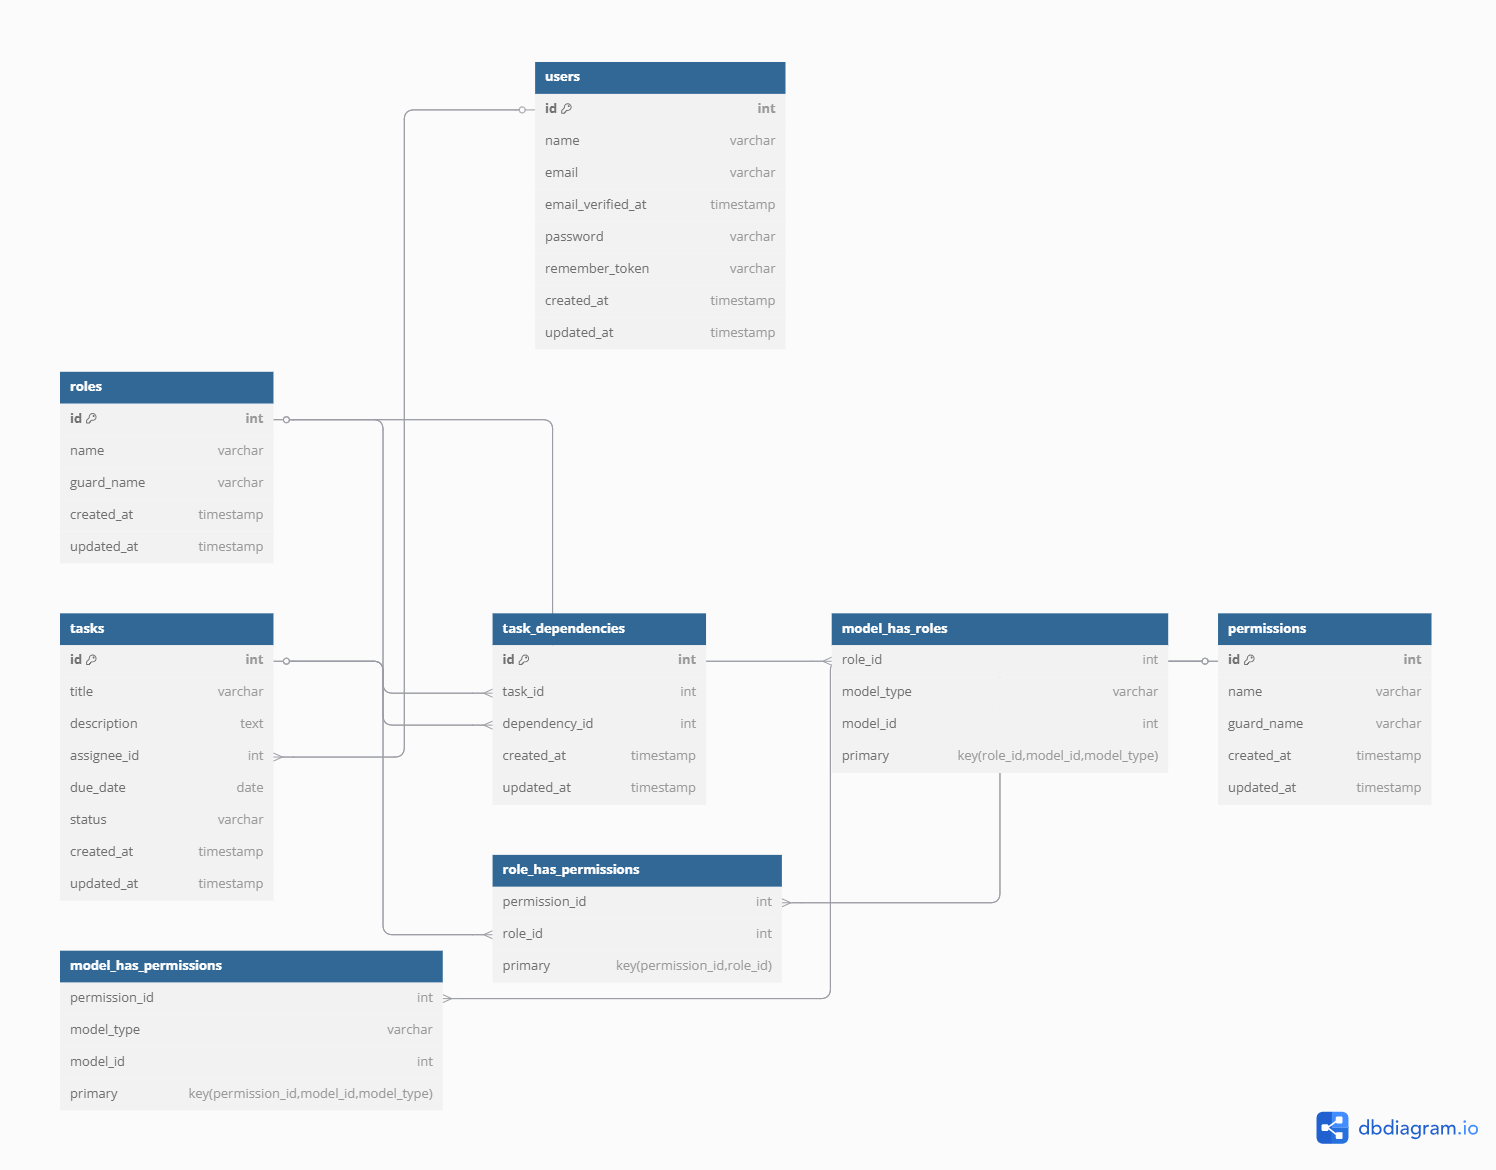 users
id int
name varchar
email varchar
email_verified_at timestamp
password varchar
remember_token varchar
created_at timestamp
updated_at timestamp
roles
id int
name varchar
guard_name varchar
created_at timestamp
updated_at timestamp
tasks
id int
title varchar
description text
assignee_id int
due_date date
status varchar
created_at timestamp
updated_at timestamp
task_dependencies
id int
task_id int
dependency_id int
created_at timestamp
updated_at timestamp
model_has_roles
role_id int
model_type varchar
model_id int
primary key(role_id,model_id,model_type)
permissions
id int
name varchar
guard_name varchar
created_at timestamp
updated_at timestamp
role_has_permissions
permission_id int
role_id int
primary key(permission_id,role_id)
model_has_permissions
permission_id int
model_type varchar
model_id int
primary key(permission_id,model_id,model_type)
dbdiagram.io